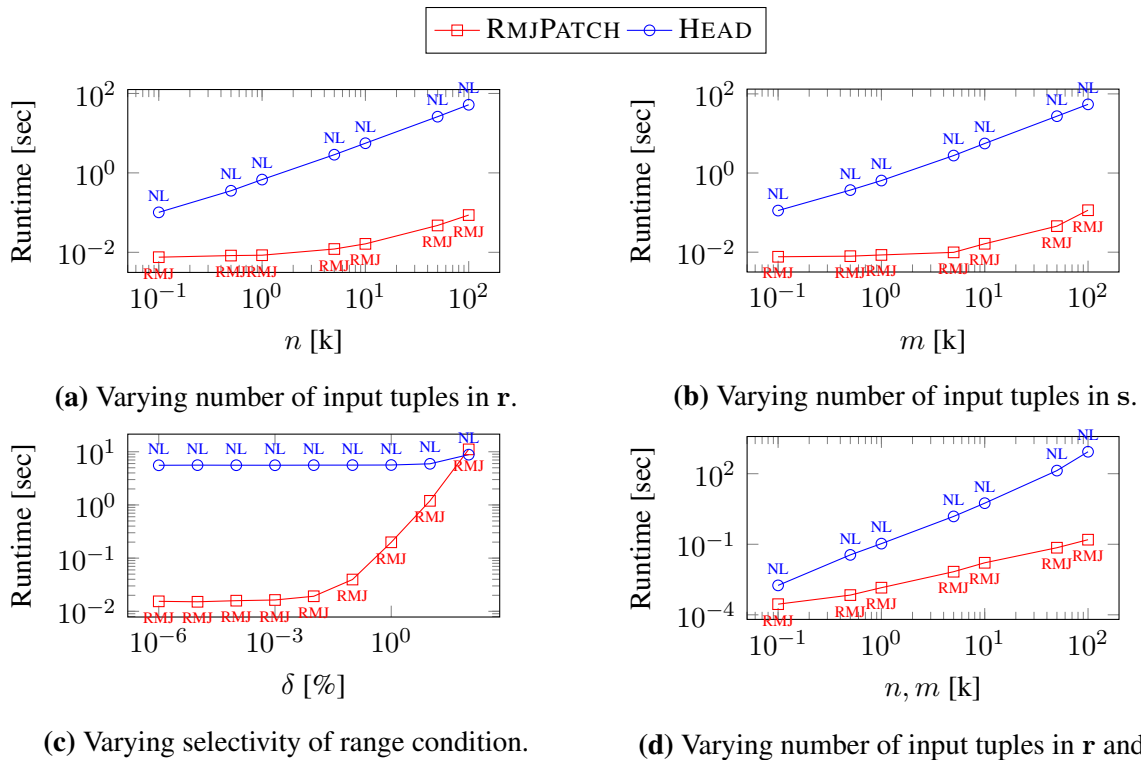 RMJPATCH HEAD
Runtime [sec]
10^2
10^0
10^−2
NL NL NL NL NL NL NL
RMJ RMJ RMJ RMJ RMJ RMJ RMJ
10^−1 10^0 10^1 10^2
n [k]
(a) Varying number of input tuples in r.
Runtime [sec]
10^2
10^0
10^−2
NL NL NL NL NL NL NL
RMJ RMJ RMJ RMJ RMJ RMJ RMJ
10^−1 10^0 10^1 10^2
m [k]
(b) Varying number of input tuples in s.
Runtime [sec]
10^1
10^0
10^−1
10^−2
NL NL NL NL NL NL NL NL NL
RMJ RMJ RMJ RMJ RMJ RMJ RMJ RMJ RMJ
10^−6 10^−3 10^0
δ [%]
(c) Varying selectivity of range condition.
Runtime [sec]
10^2
10^−1
10^−4
NL NL NL NL NL NL NL
RMJ RMJ RMJ RMJ RMJ RMJ RMJ
10^−1 10^0 10^1 10^2
n, m [k]
(d) Varying number of input tuples in r and